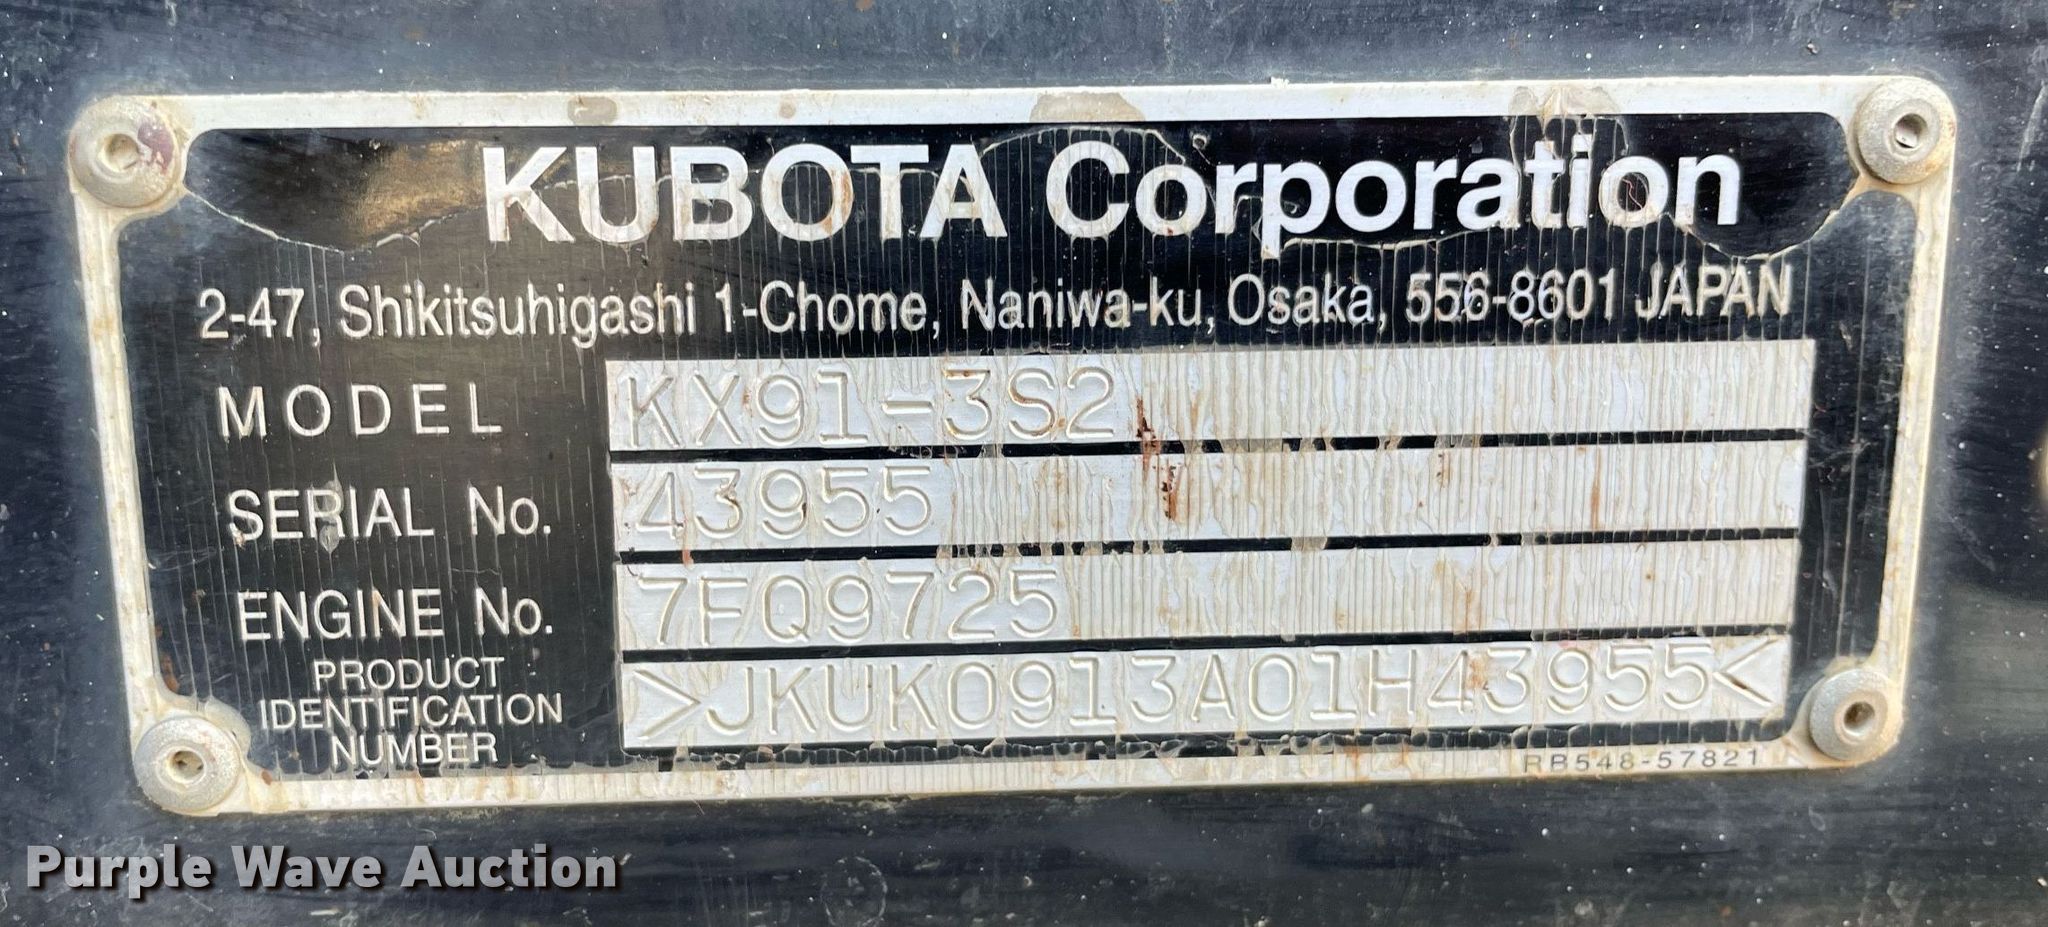 KUBOTA Corporation
2-47, Shikitsuhigashi 1-Chome, Naniwa-ku, Osaka, 556-8601 JAPAN
MODEL KX91-3S2
SERIAL No. 43955
ENGINE No. 7FQ9725
PRODUCT
IDENTIFICATION
NUMBER
>JKUK0913A01H43955<
RB548-57821
Purple Wave Auction